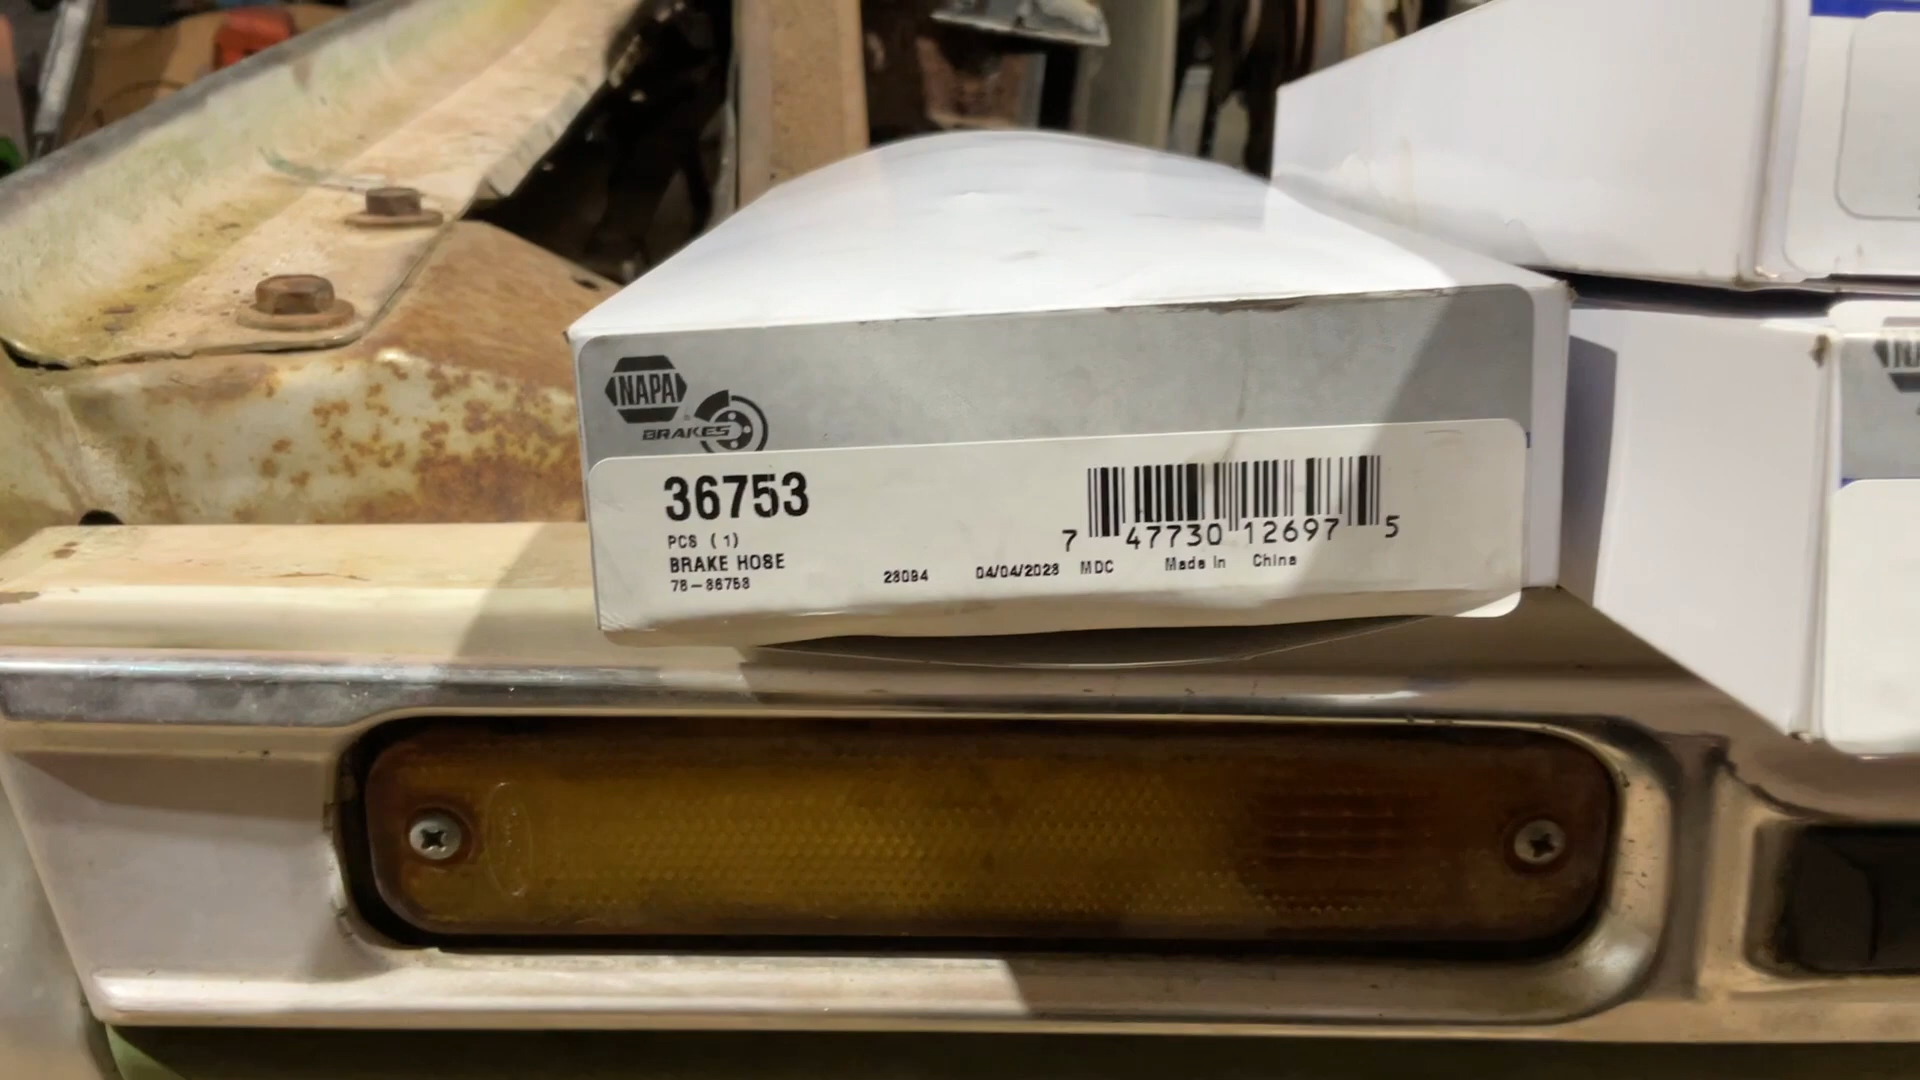 NAPA
BRAKES
36753
PCS (1)
BRAKE HOSE
78-36753
28094 04/04/2023 MDC Made In China
7 47730 12697 5